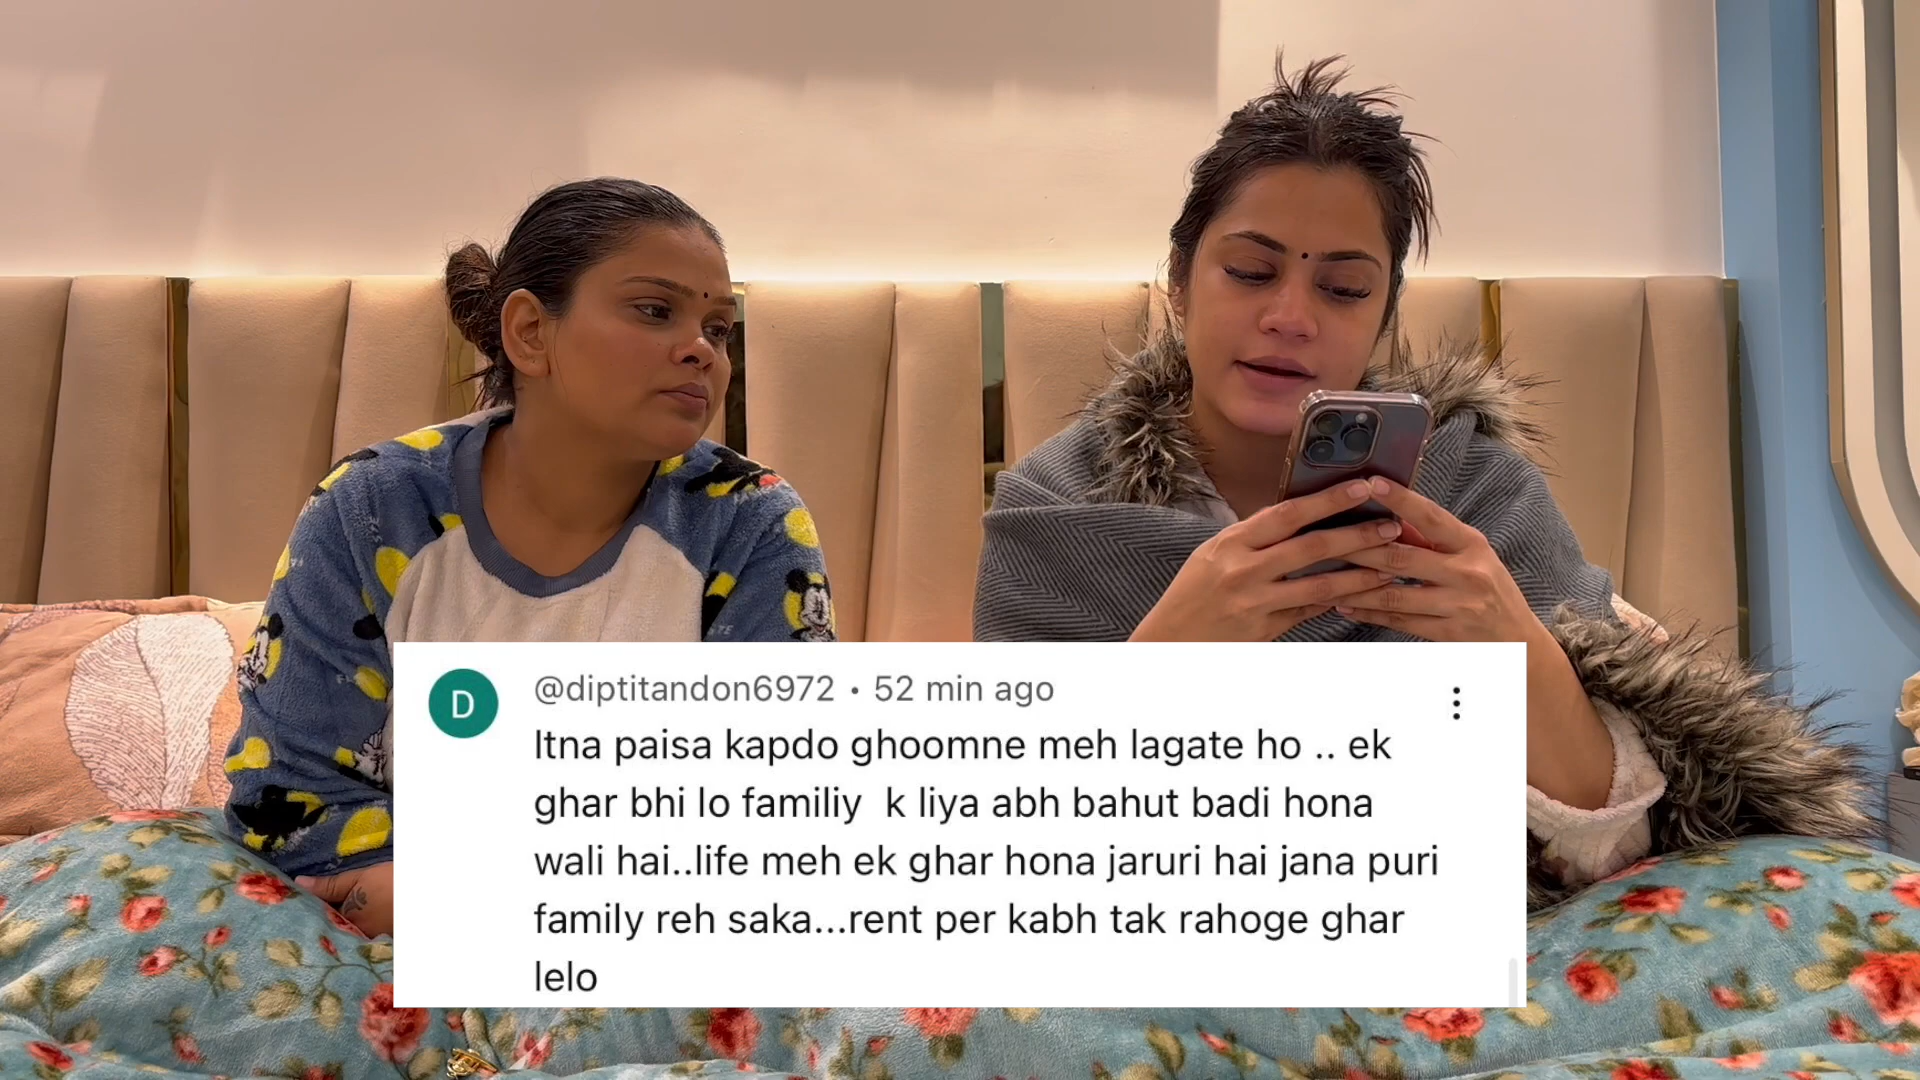 D
@diptitandon6972 • 52 min ago
Itna paisa kapdo ghoomne meh lagate ho .. ek
ghar bhi lo familiy  k liya abh bahut badi hona
wali hai..life meh ek ghar hona jaruri hai jana puri
family reh saka...rent per kabh tak rahoge ghar
lelo